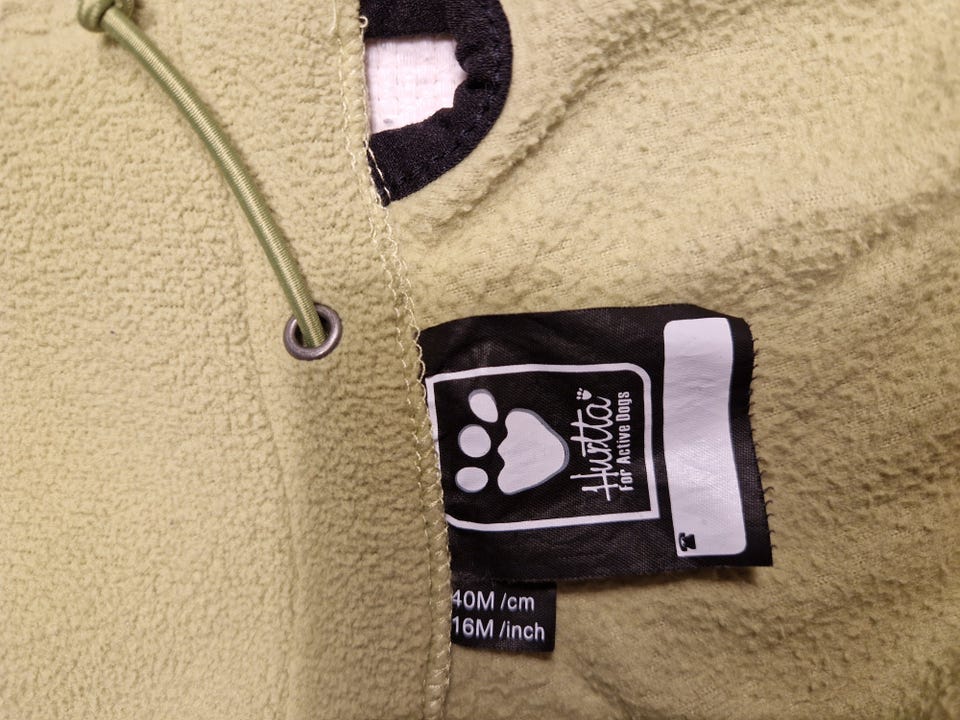 Hurtta
For Active Dogs
40M /cm
16M /inch